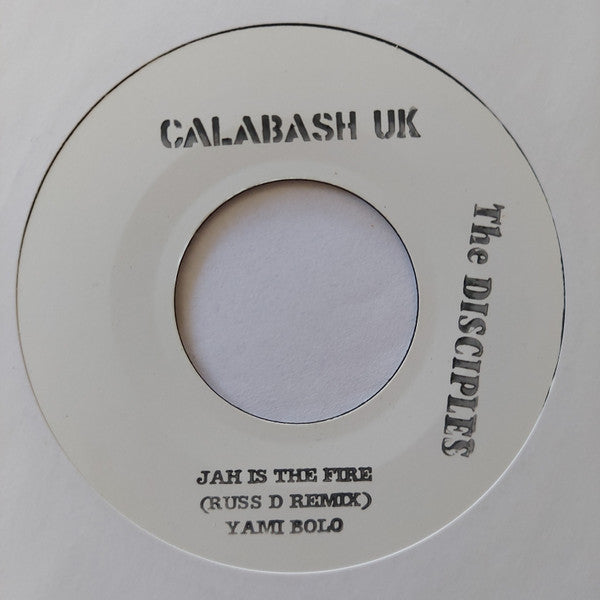 CALABASH UK
The DISCIPLES
JAH IS THE FIRE
(RUSS D REMIX)
YAMI BOLO